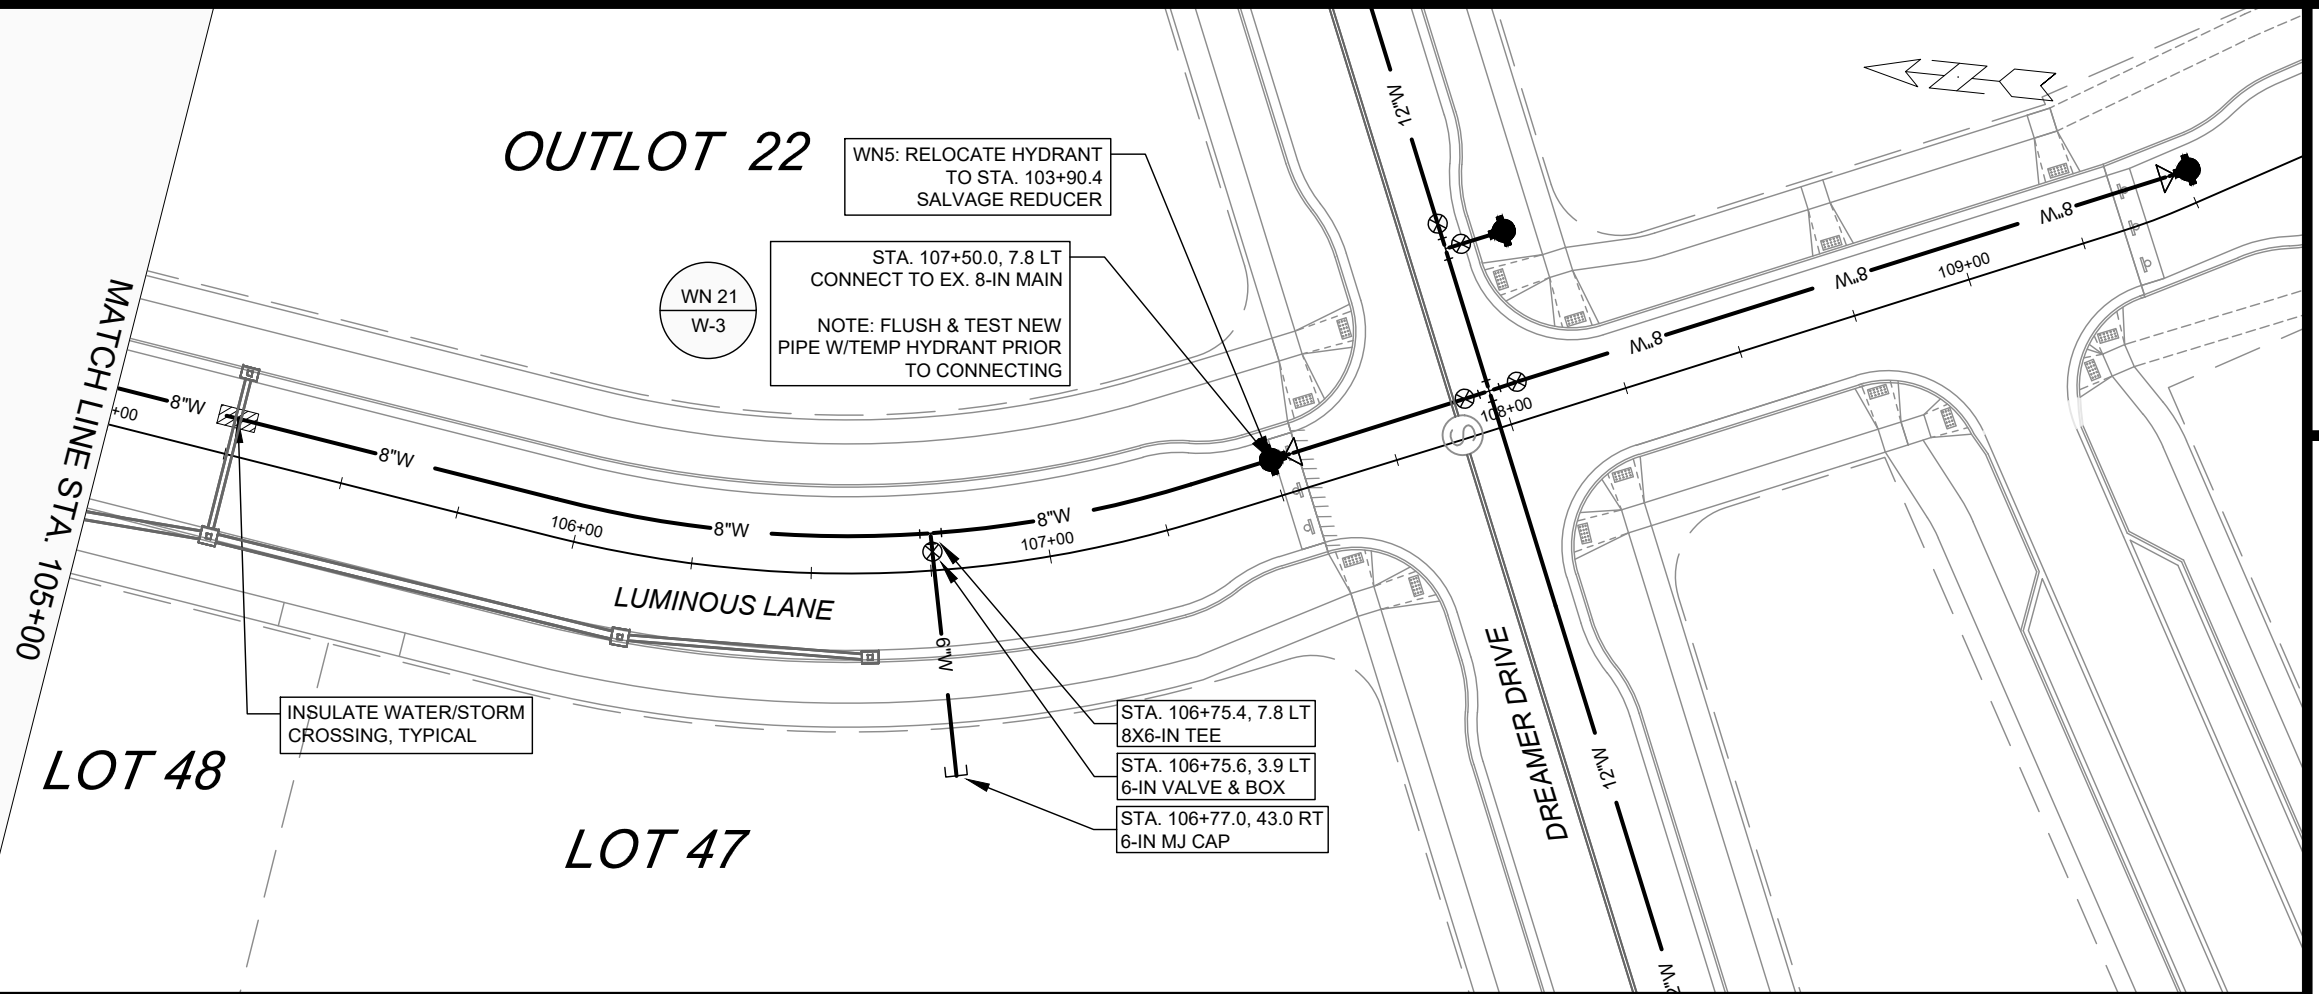 OUTLOT 22
WN5: RELOCATE HYDRANT
TO STA. 103+90.4
SALVAGE REDUCER
STA. 107+50.0, 7.8 LT
CONNECT TO EX. 8-IN MAIN
NOTE: FLUSH & TEST NEW
PIPE W/TEMP HYDRANT PRIOR
TO CONNECTING
WN 21
W-3
MATCH LINE STA. 105+00
+00
8"W
8"W
8"W
8"W
106+00
107+00
108+00
109+00
8"W
8"W
8"W
12"W
LUMINOUS LANE
6"W
S
DREAMER DRIVE
12"W
2"W
INSULATE WATER/STORM
CROSSING, TYPICAL
STA. 106+75.4, 7.8 LT
8X6-IN TEE
STA. 106+75.6, 3.9 LT
6-IN VALVE & BOX
STA. 106+77.0, 43.0 RT
6-IN MJ CAP
LOT 48
LOT 47